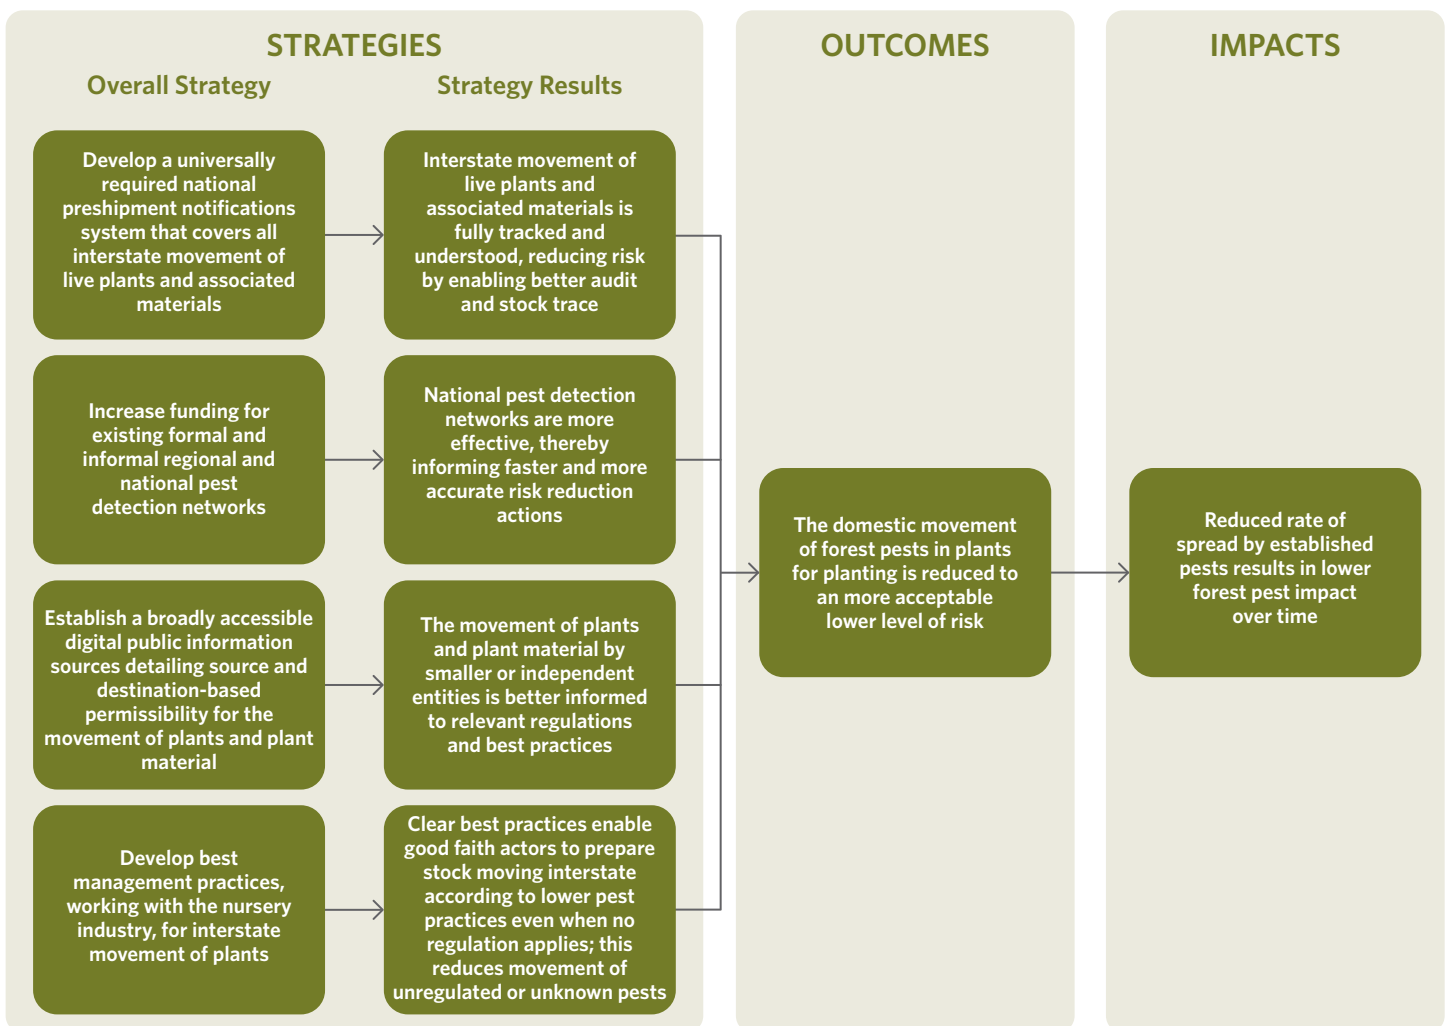 STRATEGIES
Overall Strategy
Strategy Results
Develop a universally
required national
preshipment notifications
system that covers all
interstate movement of
live plants and associated
materials
Interstate movement of
live plants and
associated materials is
fully tracked and
understood, reducing risk
by enabling better audit
and stock trace
Increase funding for
existing formal and
informal regional and
national pest
detection networks
National pest detection
networks are more
effective, thereby
informing faster and more
accurate risk reduction
actions
Establish a broadly accessible
digital public information
sources detailing source and
destination-based
permissibility for the
movement of plants and plant
material
The movement of plants
and plant material by
smaller or independent
entities is better informed
to relevant regulations
and best practices
Develop best
management practices,
working with the nursery
industry, for interstate
movement of plants
Clear best practices enable
good faith actors to prepare
stock moving interstate
according to lower pest
practices even when no
regulation applies; this
reduces movement of
unregulated or unknown pests
OUTCOMES
The domestic movement
of forest pests in plants
for planting is reduced to
an more acceptable
lower level of risk
IMPACTS
Reduced rate of
spread by established
pests results in lower
forest pest impact
over time